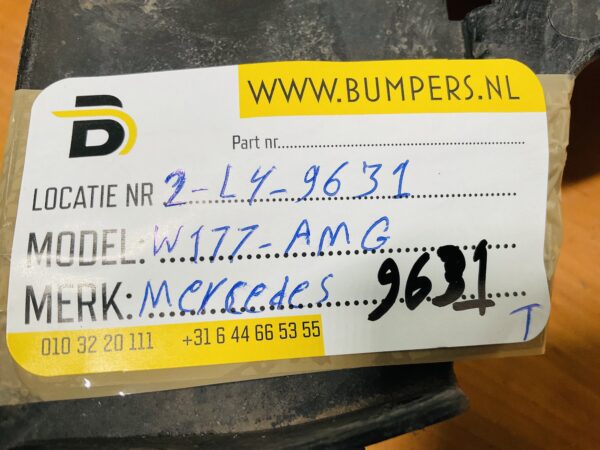 WWW.BUMPERS.NL
B
Part nr.
LOCATIE NR 2-LY-9631
MODEL: W177-AMG
MERK: Mercedes 9631
010 32 20 111 +31 6 44 66 53 55 T